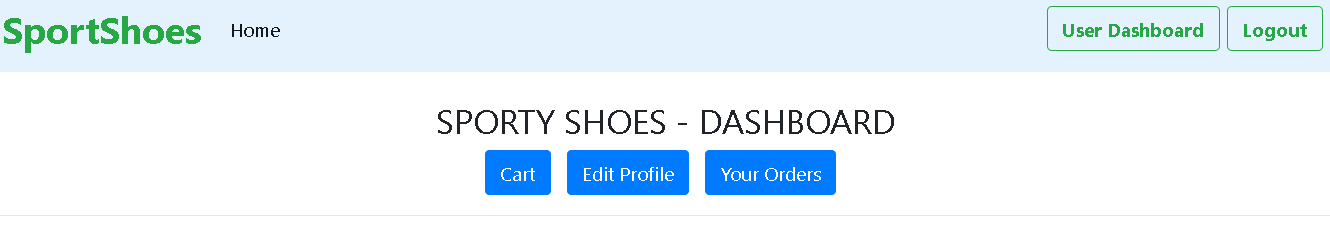 SportShoes Home User Dashboard Logout
SPORTY SHOES - DASHBOARD
Cart Edit Profile Your Orders